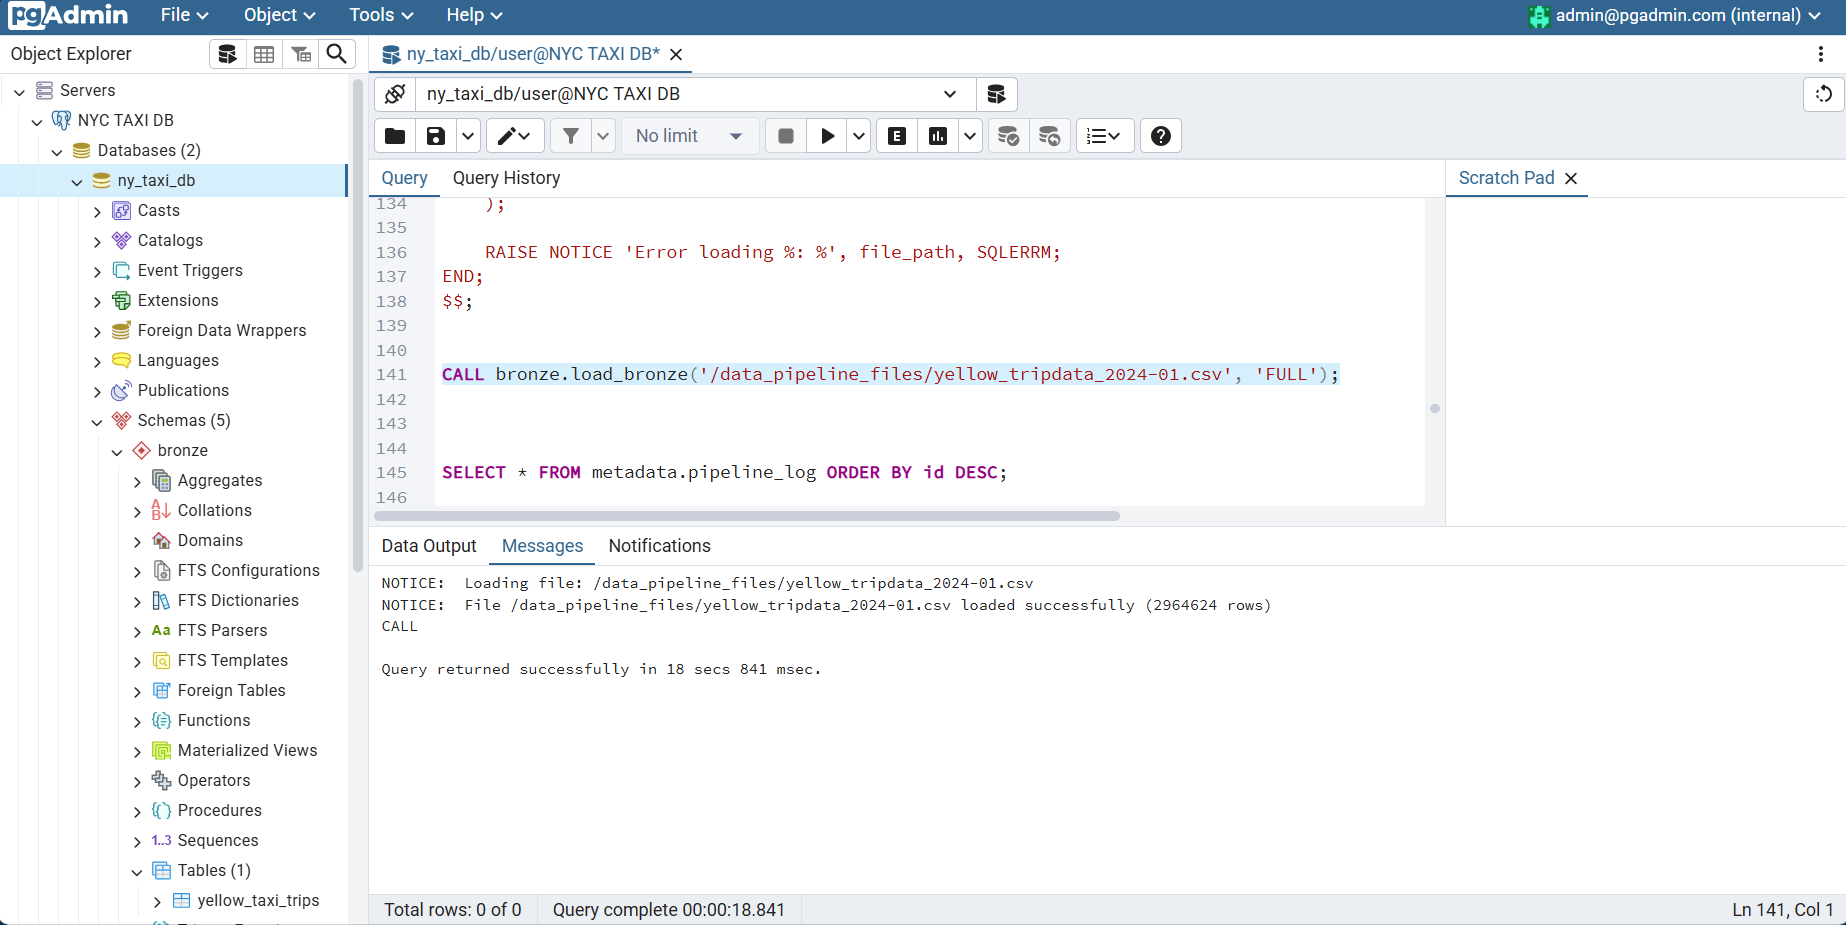 pgAdmin File Object Tools Help admin@pgadmin.com (internal)
Object Explorer
Servers
NYC TAXI DB
Databases (2)
ny_taxi_db
Casts
Catalogs
Event Triggers
Extensions
Foreign Data Wrappers
Languages
Publications
Schemas (5)
bronze
Aggregates
Collations
Domains
FTS Configurations
FTS Dictionaries
Aa FTS Parsers
FTS Templates
Foreign Tables
Functions
Materialized Views
Operators
Procedures
1..3 Sequences
Tables (1)
yellow_taxi_trips
ny_taxi_db/user@NYC TAXI DB*
ny_taxi_db/user@NYC TAXI DB
No limit E
Query Query History
Scratch Pad
134 );
135
136 RAISE NOTICE 'Error loading %: %', file_path, SQLERRM;
137 END;
138 $$;
139
140
141 CALL bronze.load_bronze('/data_pipeline_files/yellow_tripdata_2024-01.csv', 'FULL');
142
143
144
145 SELECT * FROM metadata.pipeline_log ORDER BY id DESC;
146
Data Output Messages Notifications
NOTICE: Loading file: /data_pipeline_files/yellow_tripdata_2024-01.csv
NOTICE: File /data_pipeline_files/yellow_tripdata_2024-01.csv loaded successfully (2964624 rows)
CALL
Query returned successfully in 18 secs 841 msec.
Total rows: 0 of 0 Query complete 00:00:18.841 Ln 141, Col 1